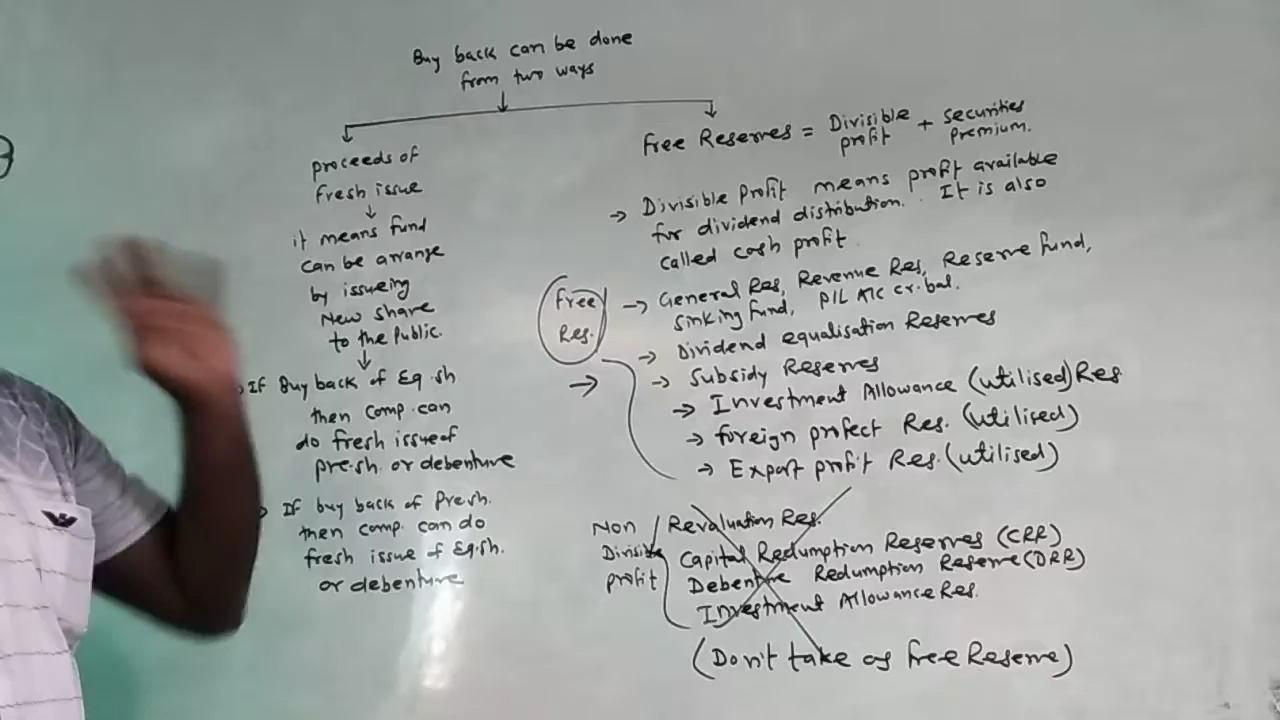 Buy back can be done
from two ways
proceeds of
fresh issue
it means fund
can be arrange
by issueing
New share
to the Public.
If Buy back of Eq.sh
then comp. can
do fresh issue of
pre.sh. or debenture
If buy back of Presh.
then comp. can do
fresh issue of Eq.sh.
or debenture
Free Reserves = Divisible profit + securities premium.
→ Divisible Profit means profit available
for dividend distribution. It is also
called cash profit.
Free
Res.
→ General Res, Revenue Res, Reserve fund,
sinking fund, P/L A/C cr. bal.
→ Dividend equalisation Reserves
→ Subsidy Reserves
→ Investment Allowance (utilised) Res
→ foreign profect Res. (utilised)
→ Export profit Res. (utilised)
Non
Divisible
profit
Revaluation Res.
Capital Redumption Reserves (CRR)
Debenture Redumption Reserve (DRR)
Investment Allowance Res.
(Don't take as free Reserve)